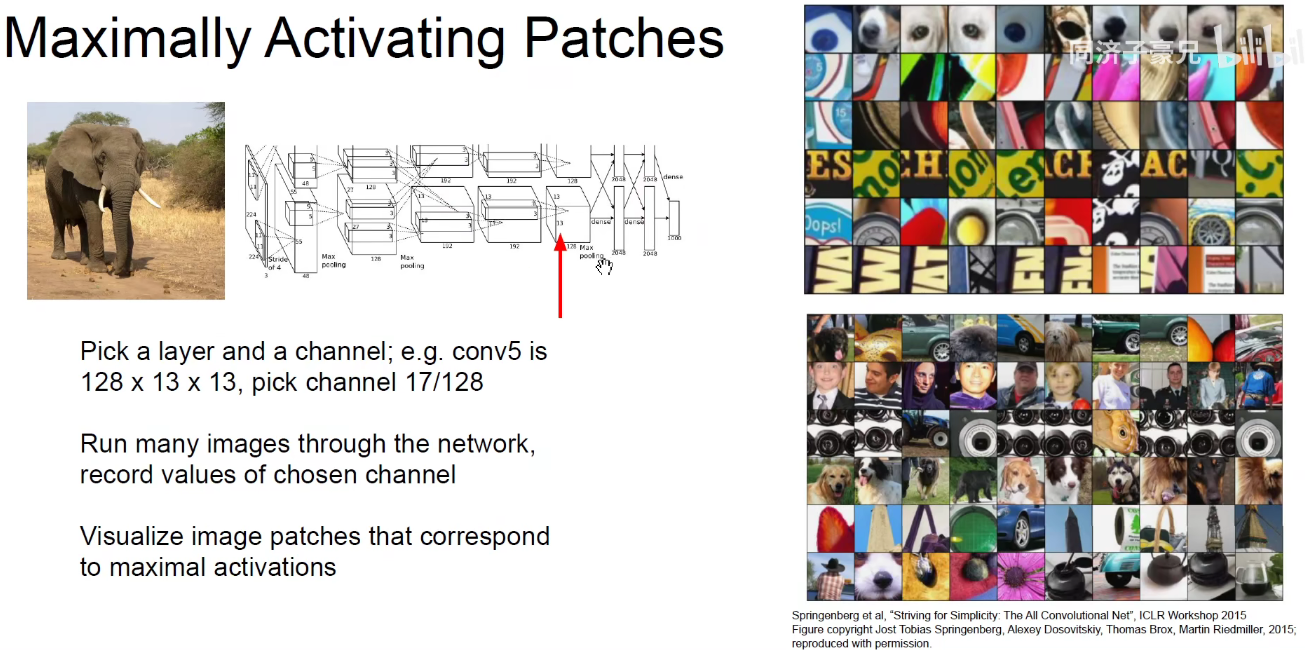 Maximally Activating Patches
同济子豪兄 bilibili
224
224
3
Stride
of 4
55
48
Max
pooling
128
Max
pooling
192
192
128
Max
pooling
dense
dense
dense
2048
2048
1000
Pick a layer and a channel; e.g. conv5 is
128 x 13 x 13, pick channel 17/128
Run many images through the network,
record values of chosen channel
Visualize image patches that correspond
to maximal activations
Oops!
Springenberg et al, “Striving for Simplicity: The All Convolutional Net”, ICLR Workshop 2015
Figure copyright Jost Tobias Springenberg, Alexey Dosovitskiy, Thomas Brox, Martin Riedmiller, 2015;
reproduced with permission.